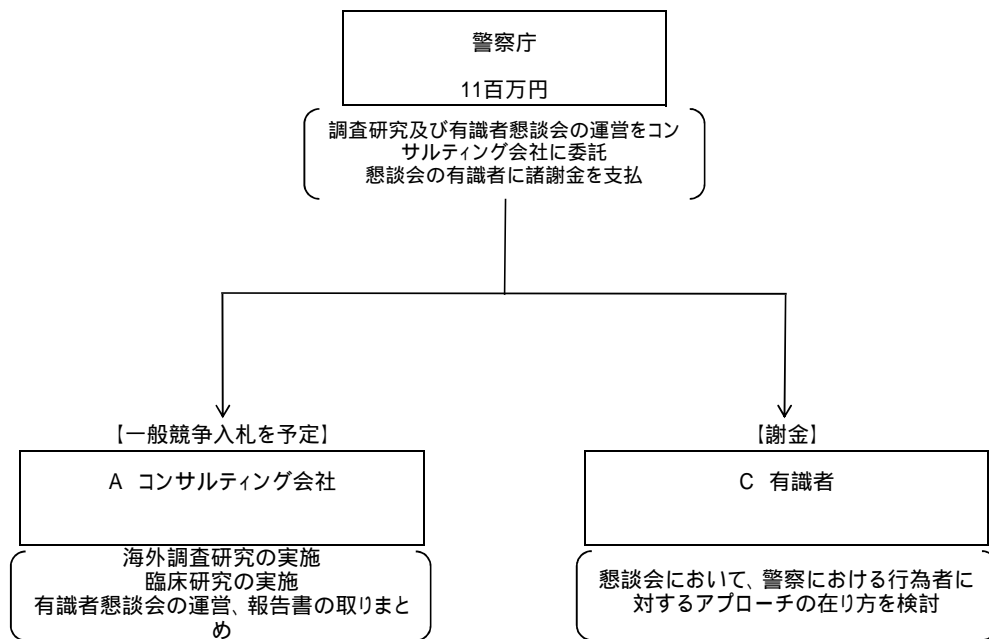 警察庁
11百万円
調査研究及び有識者懇談会の運営をコン
サルティング会社に委託
懇談会の有識者に諸謝金を支払
【一般競争入札を予定】
A コンサルティング会社
海外調査研究の実施
臨床研究の実施
有識者懇談会の運営、報告書の取りまと
め
【謝金】
C 有識者
懇談会において、警察における行為者に
対するアプローチの在り方を検討